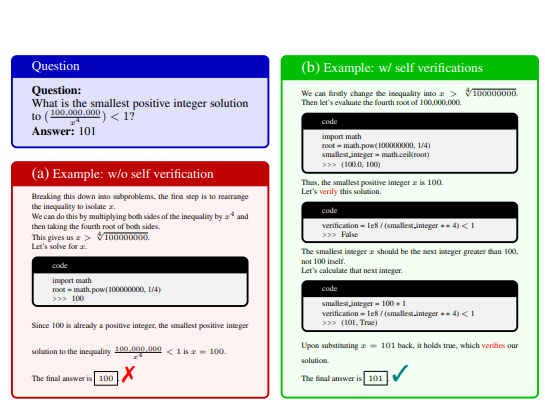 Question
Question:
What is the smallest positive integer solution
to (100,000,000/x⁴) < 1?
Answer: 101
(a) Example: w/o self verification
Breaking this down into subproblems, the first step is to rearrange
the inequality to isolate x.
We can do this by multiplying both sides of the inequality by x⁴ and
then taking the fourth root of both sides.
This gives us x > ∜100000000.
Let's solve for x.
code
import math
root = math.pow(100000000, 1/4)
>>> 100
Since 100 is already a positive integer, the smallest positive integer
solution to the inequality 100,000,000/x⁴ < 1 is x = 100.
The final answer is 100 ✗
(b) Example: w/ self verifications
We can firstly change the inequality into x > ∜100000000.
Then let's evaluate the fourth root of 100,000,000.
code
import math
root = math.pow(100000000, 1/4)
smallest_integer = math.ceil(root)
>>> (100.0, 100)
Thus, the smallest positive integer x is 100.
Let's verify this solution.
code
verification = 1e8 / (smallest_integer ** 4) < 1
>>> False
The smallest integer x should be the next integer greater than 100,
not 100 itself.
Let's calculate that next integer.
code
smallest_integer = 100 + 1
verification = 1e8 / (smallest_integer ** 4) < 1
>>> (101, True)
Upon substituting x = 101 back, it holds true, which verifies our
solution.
The final answer is 101. ✓